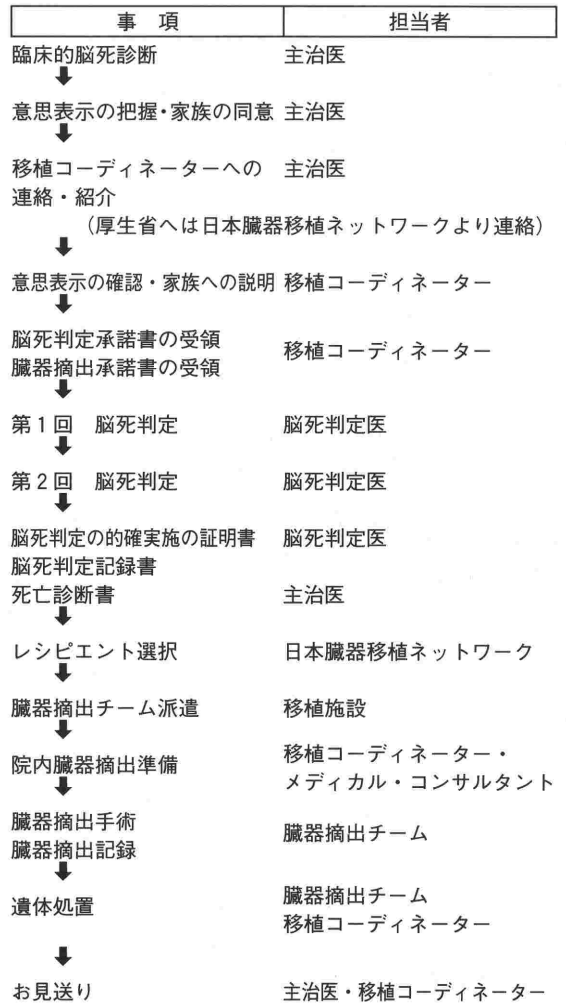 事 項 担当者
臨床的脳死診断 主治医
意思表示の把握・家族の同意 主治医
移植コーディネーターへの 主治医
連絡・紹介
(厚生省へは日本臓器移植ネットワークより連絡)
意思表示の確認・家族への説明 移植コーディネーター
脳死判定承諾書の受領
臓器摘出承諾書の受領
移植コーディネーター
第1回 脳死判定 脳死判定医
第2回 脳死判定 脳死判定医
脳死判定の的確実施の証明書 脳死判定医
脳死判定記録書
死亡診断書 主治医
レシピエント選択 日本臓器移植ネットワーク
臓器摘出チーム派遣 移植施設
院内臓器摘出準備
移植コーディネーター・
メディカル・コンサルタント
臓器摘出手術
臓器摘出記録
臓器摘出チーム
遺体処置
臓器摘出チーム
移植コーディネーター
お見送り 主治医・移植コーディネーター